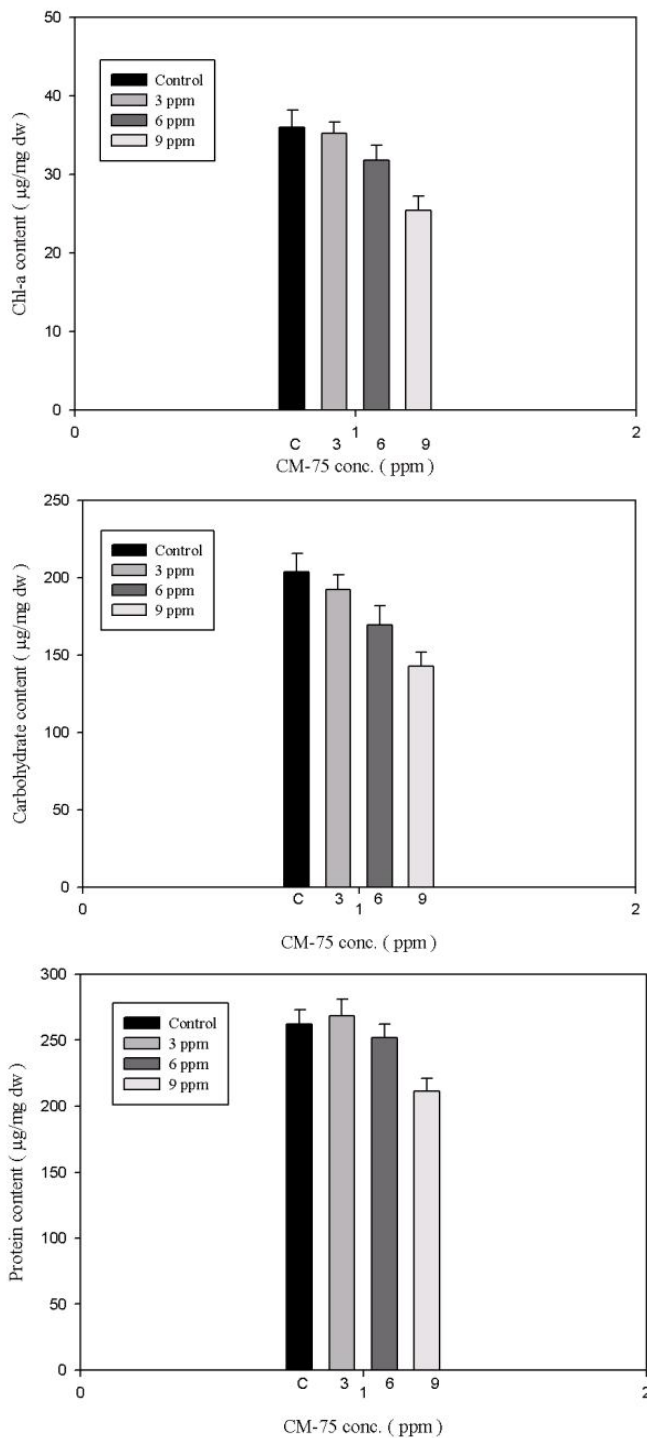 50
40
30
20
10
0
Chl-a content ( µg/mg dw )
Control
3 ppm
6 ppm
9 ppm
0
1
2
C 3 6 9
CM-75 conc. ( ppm )
250
200
150
100
50
0
Carbohydrate content ( µg/mg dw )
Control
3 ppm
6 ppm
9 ppm
C 3 6 9
0
1
2
CM-75 conc. ( ppm )
300
250
200
150
100
50
0
Protein content ( µg/mg dw )
Control
3 ppm
6 ppm
9 ppm
C 3 6 9
0
1
2
CM-75 conc. ( ppm )